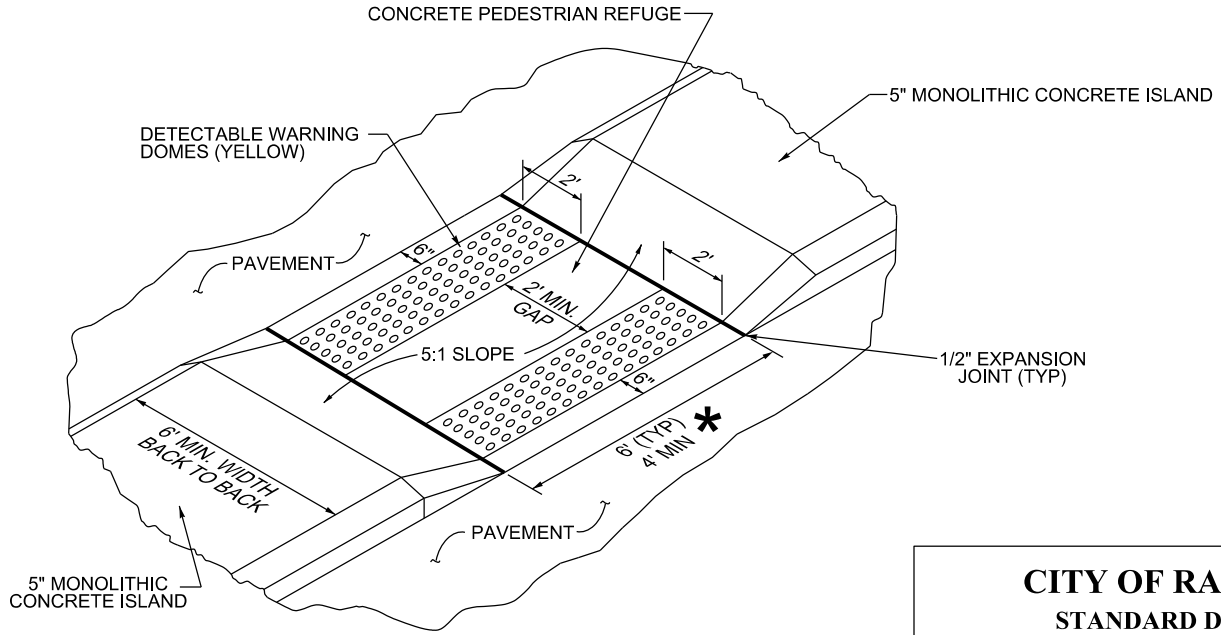 CONCRETE PEDESTRIAN REFUGE
5" MONOLITHIC CONCRETE ISLAND
DETECTABLE WARNING
DOMES (YELLOW)
2'
6"
PAVEMENT
2'
2' MIN.
GAP
5:1 SLOPE
1/2" EXPANSION
JOINT (TYP)
6"
6' (TYP)
4' MIN
*
6' MIN. WIDTH
BACK TO BACK
PAVEMENT
5" MONOLITHIC
CONCRETE ISLAND
CITY OF RA
STANDARD D